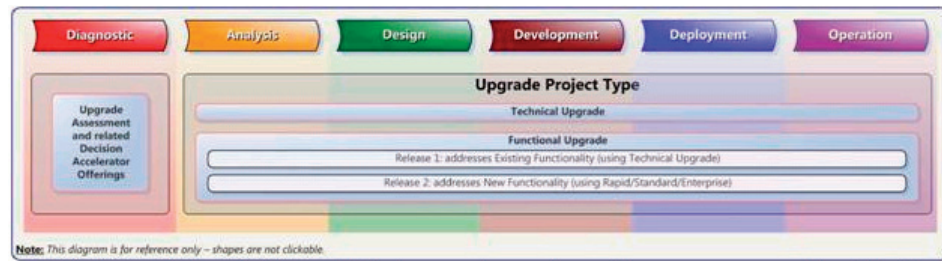 Diagnostic
Analysis
Design
Development
Deployment
Operation
Upgrade
Assessment
and related
Decision
Accelerator
Offerings
Upgrade Project Type
Technical Upgrade
Functional Upgrade
Release 1: addresses Existing Functionality (using Technical Upgrade)
Release 2: addresses New Functionality (using Rapid/Standard/Enterprise)
Note: This diagram is for reference only – shapes are not clickable.